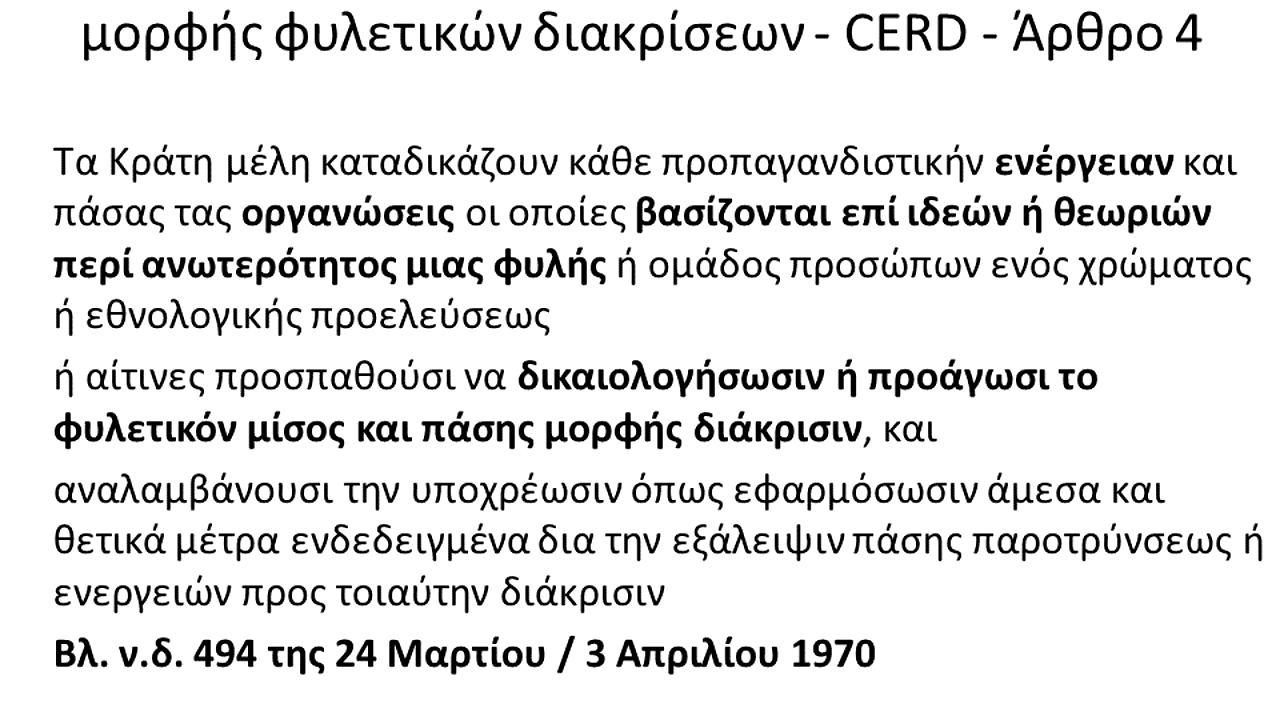 μορφής φυλετικών διακρίσεων - CERD - Άρθρο 4
Τα Κράτη μέλη καταδικάζουν κάθε προπαγανδιστικήν ενέργειαν και
πάσας τας οργανώσεις οι οποίες βασίζονται επί ιδεών ή θεωριών
περί ανωτερότητος μιας φυλής ή ομάδος προσώπων ενός χρώματος
ή εθνολογικής προελεύσεως
ή αίτινες προσπαθούσι να δικαιολογήσωσιν ή προάγωσι το
φυλετικόν μίσος και πάσης μορφής διάκρισιν, και
αναλαμβάνουσι την υποχρέωσιν όπως εφαρμόσωσιν άμεσα και
θετικά μέτρα ενδεδειγμένα δια την εξάλειψιν πάσης παροτρύνσεως ή
ενεργειών προς τοιαύτην διάκρισιν
Βλ. ν.δ. 494 της 24 Μαρτίου / 3 Απριλίου 1970